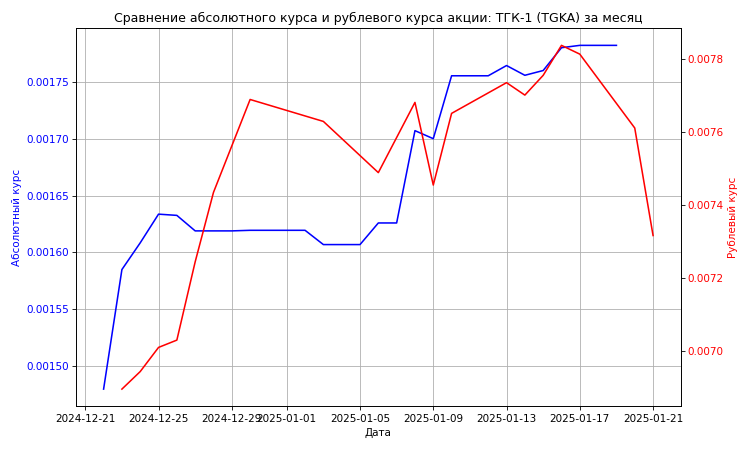 Сравнение абсолютного курса и рублевого курса акции: ТГК-1 (TGKA) за месяц
Абсолютный курс
0.00175
0.00170
0.00165
0.00160
0.00155
0.00150
0.0078
0.0076
0.0074
0.0072
0.0070
Рублевый курс
2024-12-21 2024-12-25 2024-12-29 2025-01-01 2025-01-05 2025-01-09 2025-01-13 2025-01-17 2025-01-21
Дата